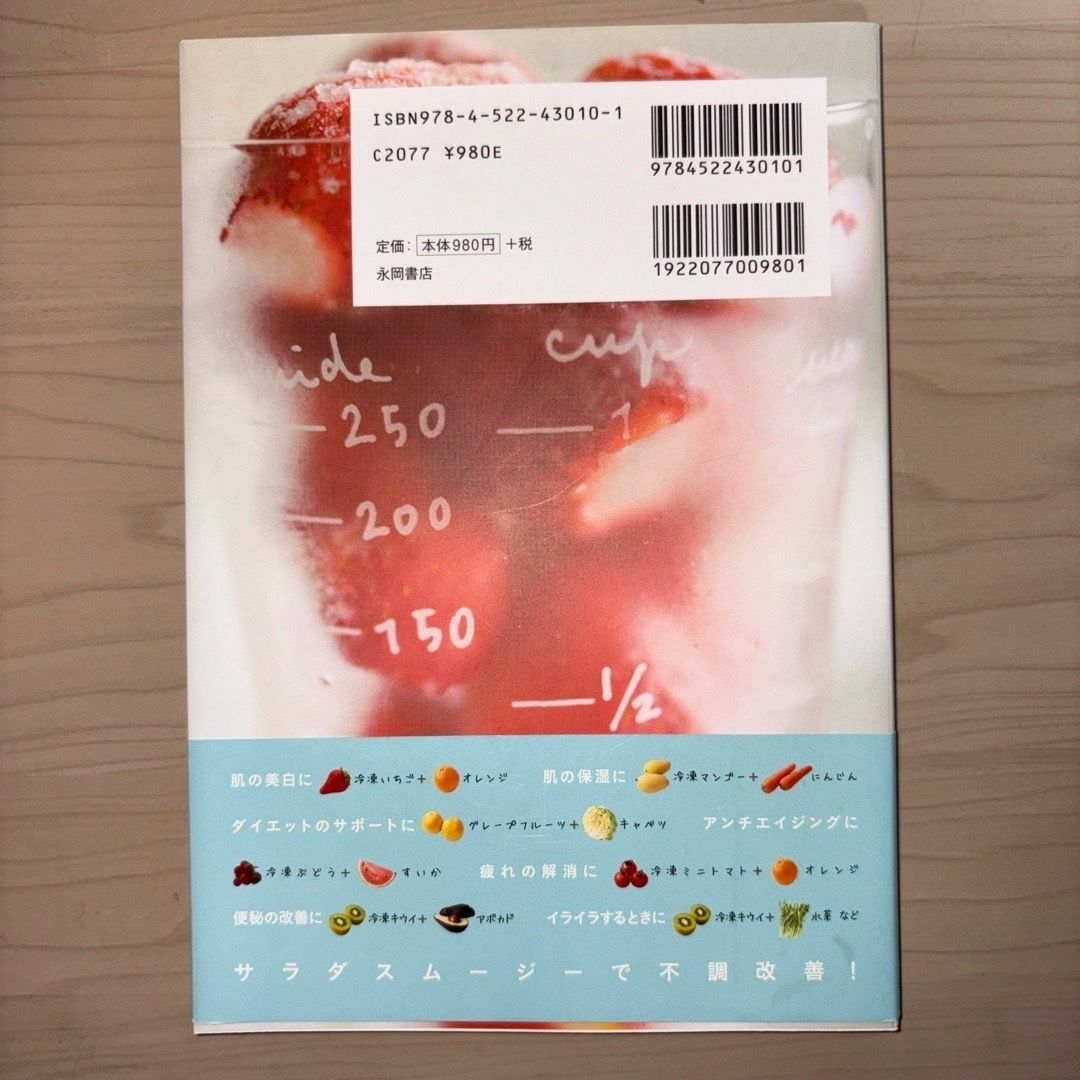 ISBN978-4-522-43010-1
C2077 ¥980E
9784522430101
定価: 本体980円 +税
永岡書店
1922077009801
cup
250
1
200
150
1/2
肌の美白に 冷凍いちご+ オレンジ 肌の保湿に 冷凍マンゴー+ にんじん
ダイエットのサポートに グレープフルーツ+ キャベツ アンチエイジングに
冷凍ぶどう+ すいか 疲れの解消に 冷凍ミニトマト+ オレンジ
便秘の改善に 冷凍キウイ+ アボカド イライラするときに 冷凍キウイ+ 水菜 など
サラダスムージーで不調改善!